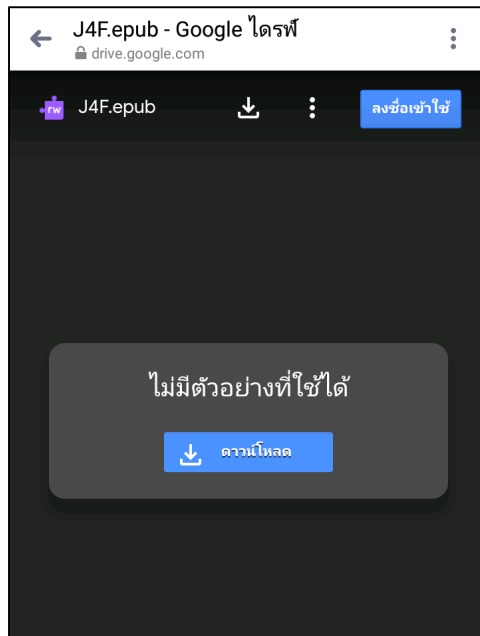 J4F.epub - Google ไดรฟ์
drive.google.com
rw J4F.epub ลงชื่อเข้าใช้
ไม่มีตัวอย่างที่ใช้ได้
ดาวน์โหลด